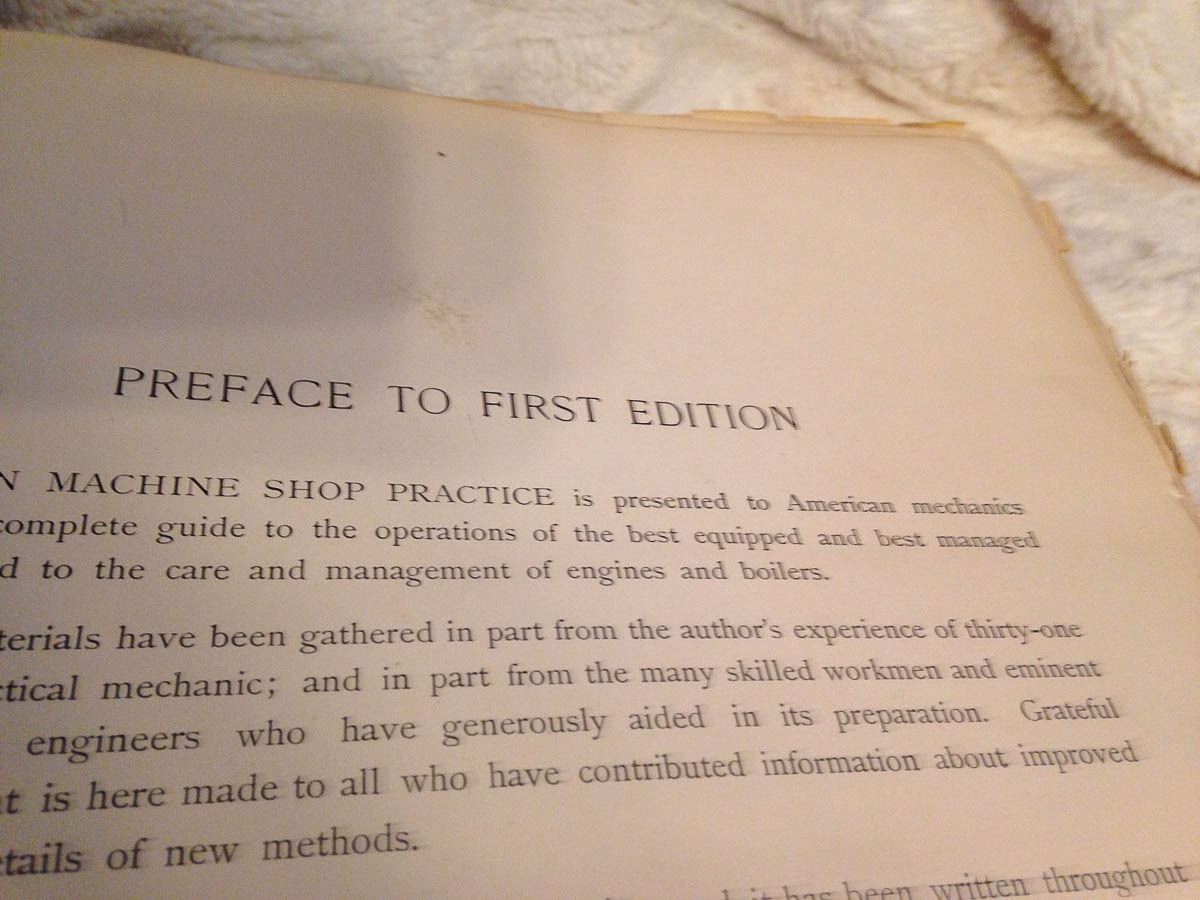 PREFACE TO FIRST EDITION
N MACHINE SHOP PRACTICE is presented to American mechanics
complete guide to the operations of the best equipped and best managed
d to the care and management of engines and boilers.
terials have been gathered in part from the author's experience of thirty-one
ctical mechanic; and in part from the many skilled workmen and eminent
engineers who have generously aided in its preparation. Grateful
t is here made to all who have contributed information about improved
etails of new methods.
it has been written throughout